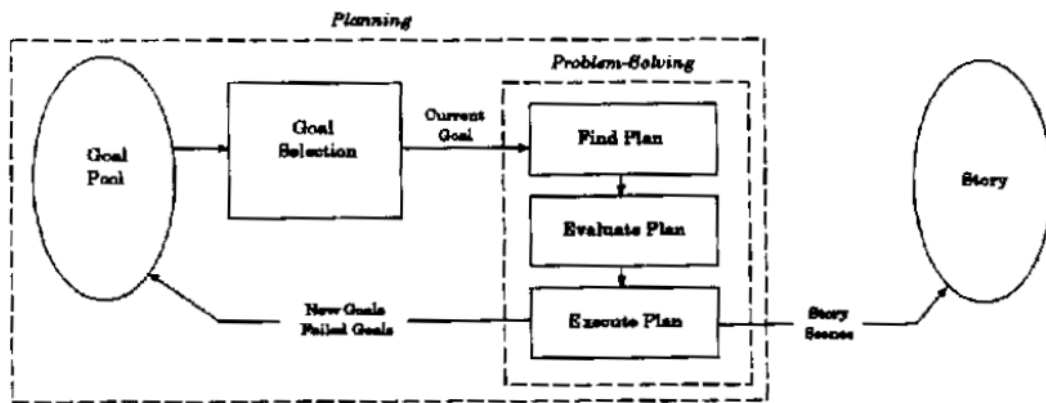 Planning
Problem-Solving
Goal
Pool
Goal
Selection
Current
Goal
Find Plan
Evaluate Plan
Execute Plan
New Goals
Failed Goals
Story
Scenes
Story